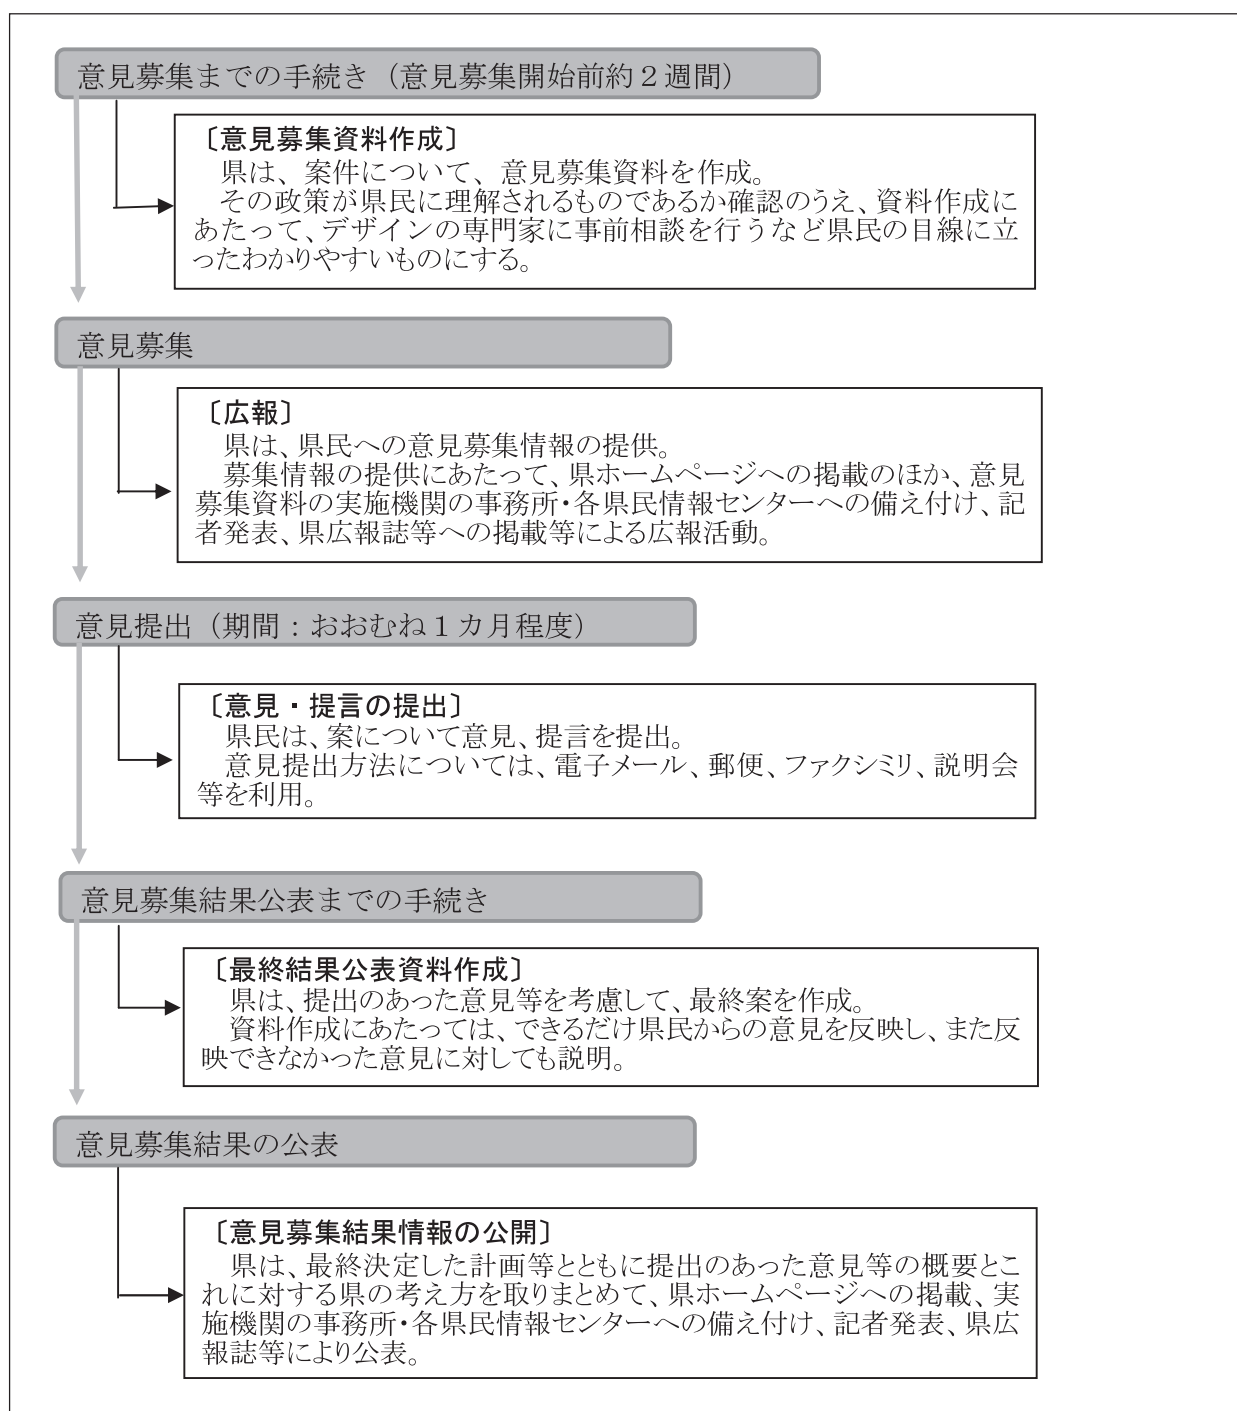 意見募集までの手続き（意見募集開始前約２週間）
〔意見募集資料作成〕
県は、案件について、意見募集資料を作成。
その政策が県民に理解されるものであるか確認のうえ、資料作成に
あたって、デザインの専門家に事前相談を行うなど県民の目線に立
ったわかりやすいものにする。
意見募集
〔広報〕
県は、県民への意見募集情報の提供。
募集情報の提供にあたって、県ホームページへの掲載のほか、意見
募集資料の実施機関の事務所・各県民情報センターへの備え付け、記
者発表、県広報誌等への掲載等による広報活動。
意見提出（期間：おおむね１カ月程度）
〔意見・提言の提出〕
県民は、案について意見、提言を提出。
意見提出方法については、電子メール、郵便、ファクシミリ、説明会
等を利用。
意見募集結果公表までの手続き
〔最終結果公表資料作成〕
県は、提出のあった意見等を考慮して、最終案を作成。
資料作成にあたっては、できるだけ県民からの意見を反映し、また反
映できなかった意見に対しても説明。
意見募集結果の公表
〔意見募集結果情報の公開〕
県は、最終決定した計画等とともに提出のあった意見等の概要とこ
れに対する県の考え方を取りまとめて、県ホームページへの掲載、実
施機関の事務所・各県民情報センターへの備え付け、記者発表、県広
報誌等により公表。